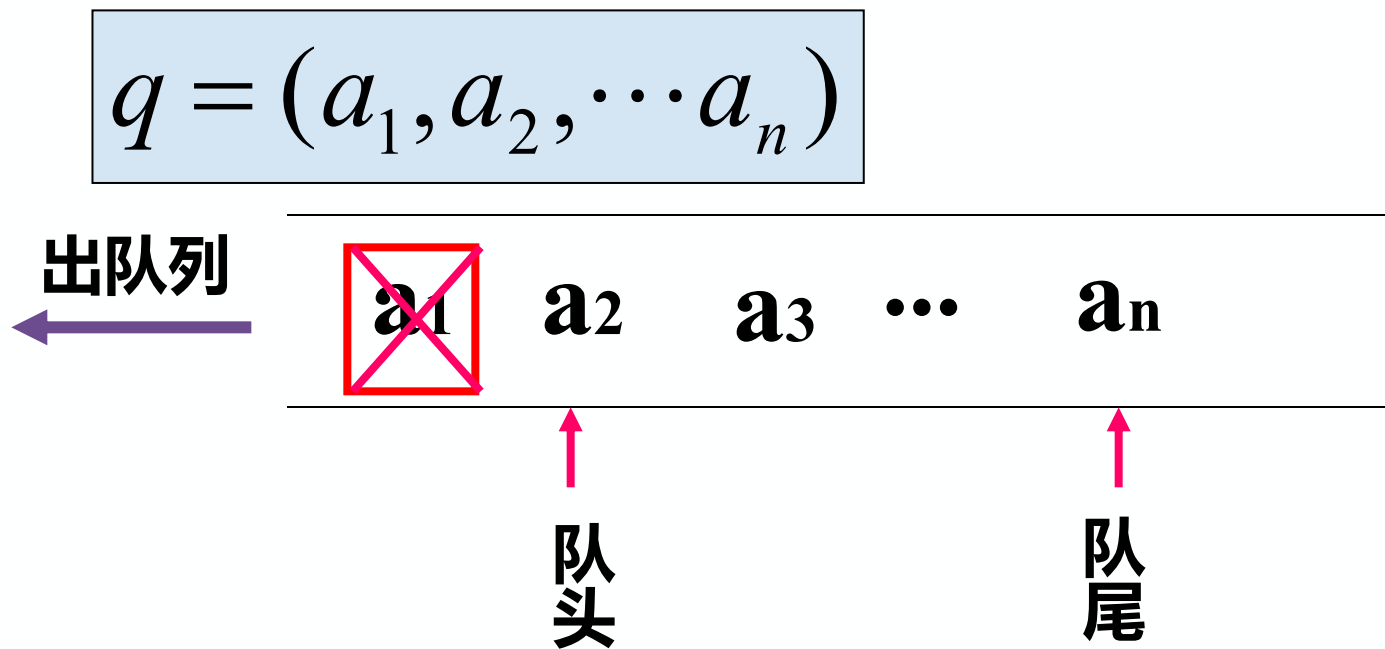 q = (a₁, a₂, ⋯ aₙ)
出队列
a1 a2 a3 ••• an
队头
队尾